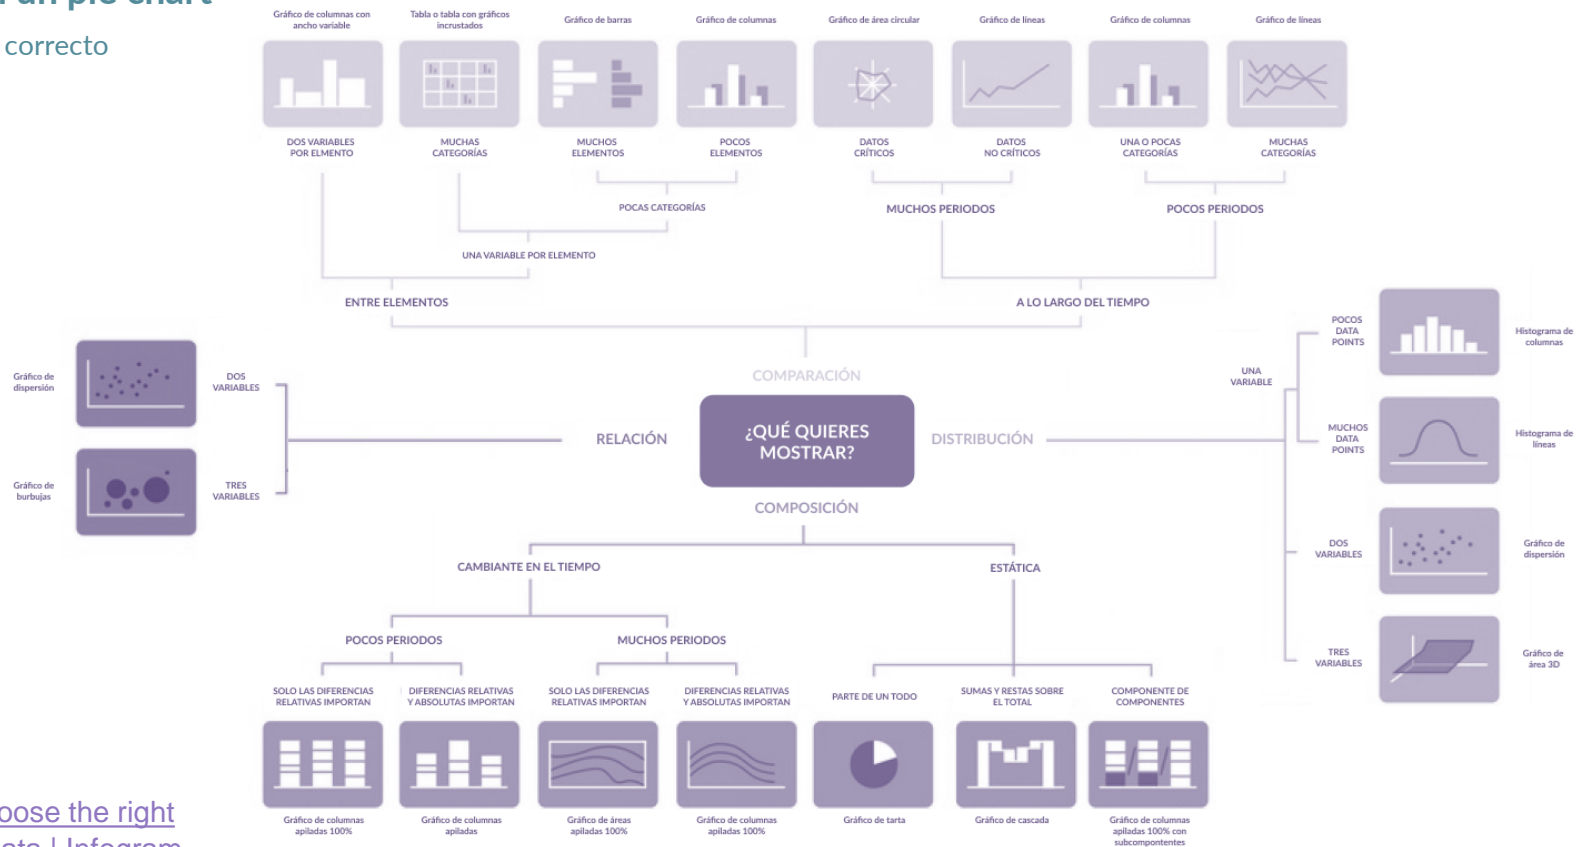 un pie chart
correcto
Gráfico de columnas con
ancho variable
Tabla o tabla con gráficos
incrustados
Gráfico de barras
Gráfico de columnas
Gráfico de área circular
Gráfico de líneas
Gráfico de columnas
Gráfico de líneas
DOS VARIABLES
POR ELMENTO
MUCHAS
CATEGORÍAS
MUCHOS
ELEMENTOS
POCOS
ELEMENTOS
DATOS
CRÍTICOS
DATOS
NO CRÍTICOS
UNA O POCAS
CATEGORÍAS
MUCHAS
CATEGORÍAS
POCAS CATEGORÍAS
MUCHOS PERIODOS
POCOS PERIODOS
UNA VARIABLE POR ELEMENTO
ENTRE ELEMENTOS
A LO LARGO DEL TIEMPO
COMPARACIÓN
¿QUÉ QUIERES
MOSTRAR?
RELACIÓN
DOS
VARIABLES
Gráfico de
dispersión
TRES
VARIABLES
Gráfico de
burbujas
DISTRIBUCIÓN
UNA
VARIABLE
POCOS
DATA
POINTS
Histograma de
columnas
MUCHOS
DATA
POINTS
Histograma de
líneas
DOS
VARIABLES
Gráfico de
dispersión
TRES
VARIABLES
Gráfico de
área 3D
COMPOSICIÓN
CAMBIANTE EN EL TIEMPO
ESTÁTICA
POCOS PERIODOS
MUCHOS PERIODOS
SOLO LAS DIFERENCIAS
RELATIVAS IMPORTAN
DIFERENCIAS RELATIVAS
Y ABSOLUTAS IMPORTAN
SOLO LAS DIFERENCIAS
RELATIVAS IMPORTAN
DIFERENCIAS RELATIVAS
Y ABSOLUTAS IMPORTAN
PARTE DE UN TODO
SUMAS Y RESTAS SOBRE
EL TOTAL
COMPONENTE DE
COMPONENTES
Gráfico de columnas
apiladas 100%
Gráfico de columnas
apiladas
Gráfico de áreas
apiladas 100%
Gráfico de columnas
apiladas 100%
Gráfico de tarta
Gráfico de cascada
Gráfico de columnas
apiladas 100% con
subcompontentes
oose the right
| Infogram